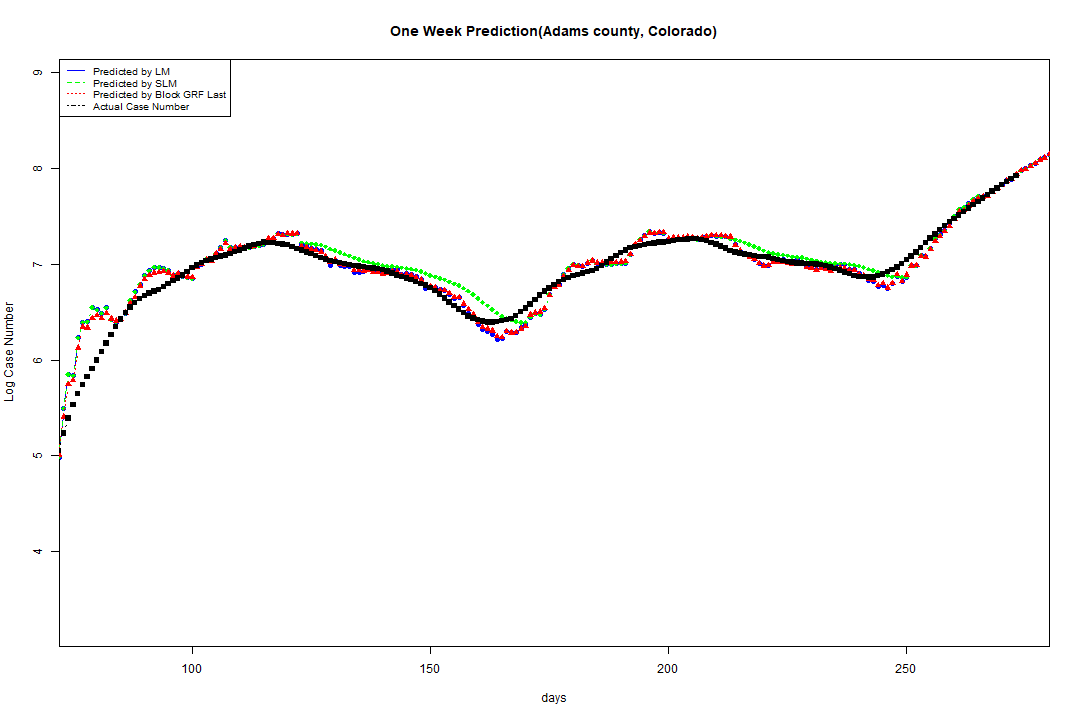 One Week Prediction(Adams county, Colorado)
Predicted by LM
Predicted by SLM
Predicted by Block GRF Last
Actual Case Number
Log Case Number
9
8
7
6
5
4
100 150 200 250
days